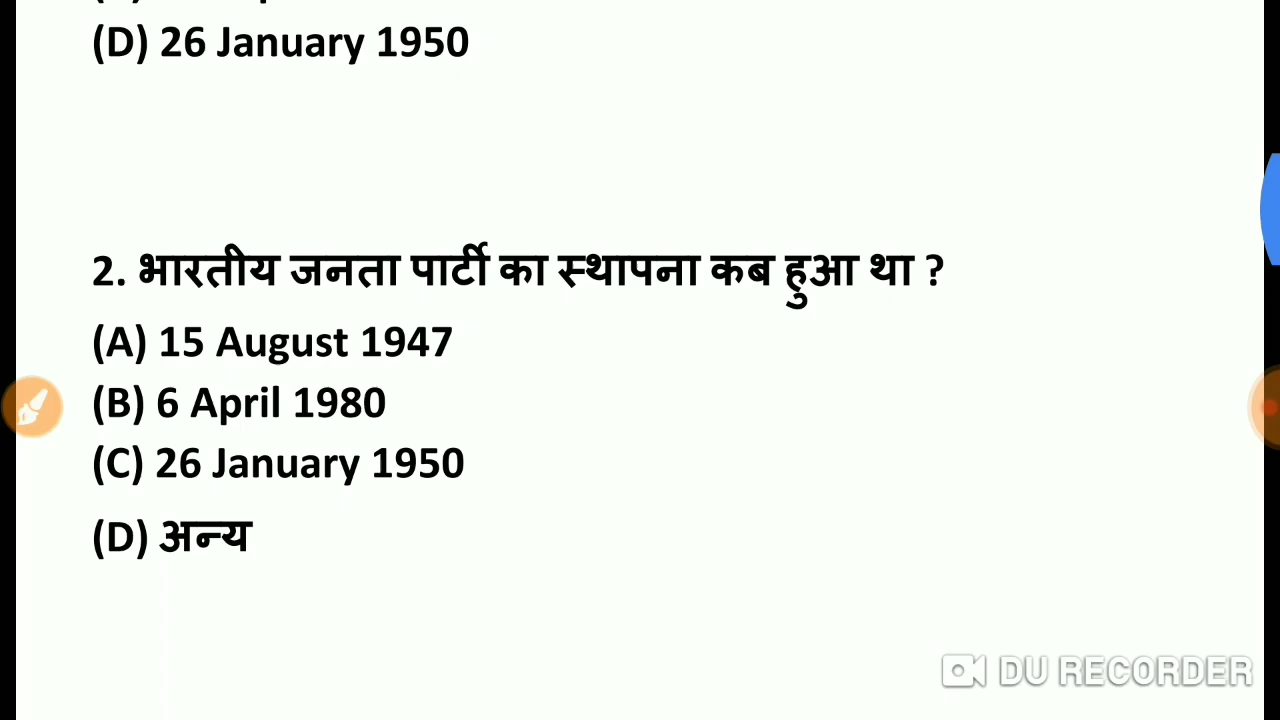 (D) 26 January 1950
2. भारतीय जनता पार्टी का स्थापना कब हुआ था ?
(A) 15 August 1947
(B) 6 April 1980
(C) 26 January 1950
(D) अन्य
DU RECORDER